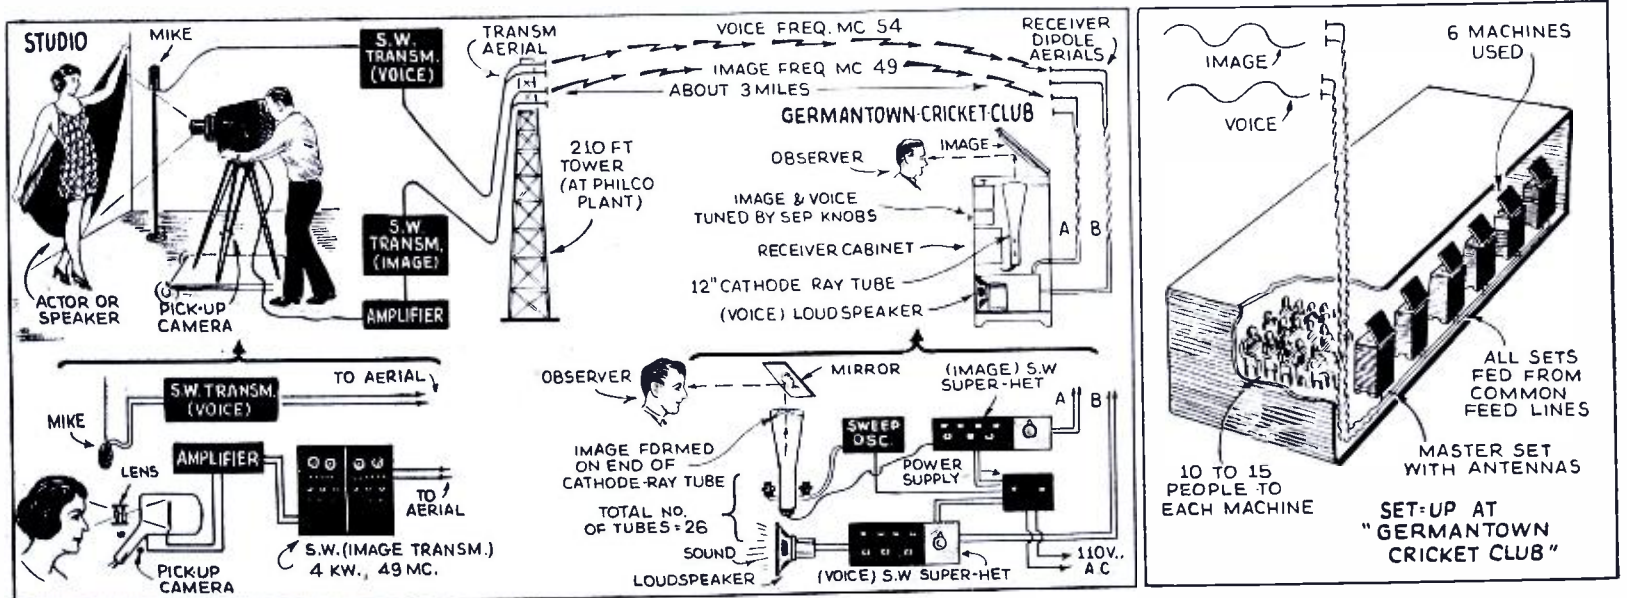 STUDIO
MIKE
S.W.
TRANSM.
(VOICE)
TRANSM
AERIAL
VOICE FREQ. MC 54
IMAGE FREQ. MC 49
ABOUT 3 MILES
RECEIVER
DIPOLE
AERIALS
GERMANTOWN-CRICKET-CLUB
OBSERVER
IMAGE
210 FT
TOWER
(AT PHILCO
PLANT)
IMAGE & VOICE
TUNED BY SEP KNOBS
A
B
RECEIVER CABINET
12" CATHODE RAY TUBE
(VOICE) LOUDSPEAKER
S.W.
TRANSM.
(IMAGE)
AMPLIFIER
ACTOR OR
SPEAKER
PICK-UP
CAMERA
S.W. TRANSM.
(VOICE)
TO AERIAL
MIKE
AMPLIFIER
LENS
TO
AERIAL
PICK-UP
CAMERA
S.W. (IMAGE TRANSM.)
4 KW., 49 MC.
OBSERVER
MIRROR
(IMAGE) S.W
SUPER-HET
A
B
SWEEP
OSC.
IMAGE FORMED
ON END OF
CATHODE-RAY TUBE
POWER
SUPPLY
TOTAL NO.
OF TUBES = 26
SOUND
LOUDSPEAKER
(VOICE) S.W SUPER-HET
110V.,
A C
IMAGE
VOICE
6 MACHINES
USED
ALL SETS
FED FROM
COMMON
FEED LINES
MASTER SET
WITH ANTENNAS
10 TO 15
PEOPLE TO
EACH MACHINE
SET=UP AT
"GERMANTOWN
CRICKET CLUB"